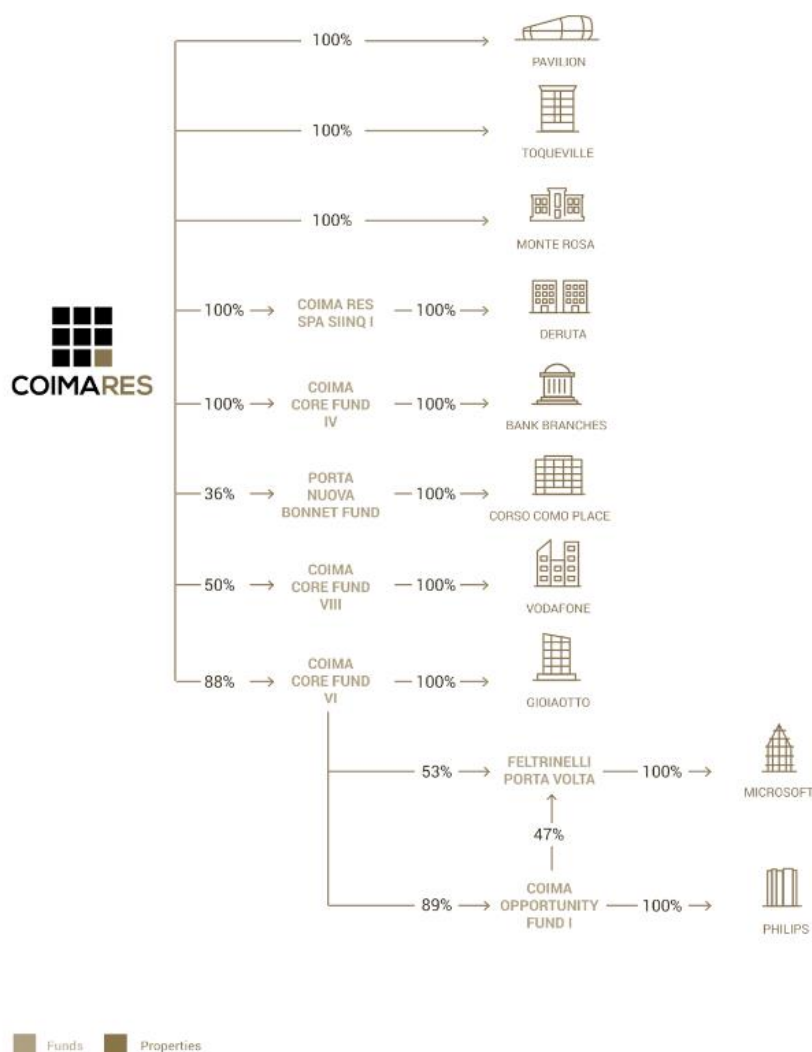 100%
PAVILION
100%
TOQUEVILLE
100%
MONTE ROSA
COIMARES
100%
COIMA RES
SPA SIINQ I
100%
DERUTA
100%
COIMA
CORE FUND
IV
100%
BANK BRANCHES
36%
PORTA
NUOVA
BONNET FUND
100%
CORSO COMO PLACE
50%
COIMA
CORE FUND
VIII
100%
VODAFONE
88%
COIMA
CORE FUND
VI
100%
GIOIAOTTO
53%
FELTRINELLI
PORTA VOLTA
100%
MICROSOFT
47%
89%
COIMA
OPPORTUNITY
FUND I
100%
PHILIPS
Funds
Properties